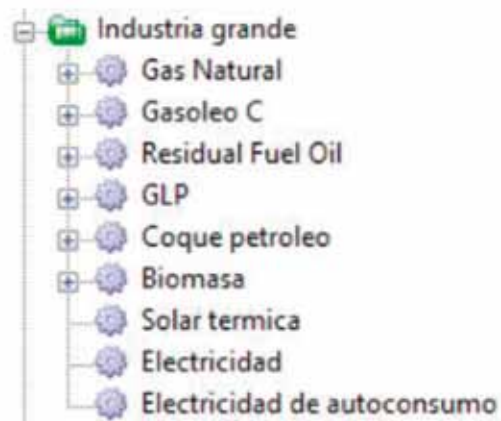 Industria grande
Gas Natural
Gasoleo C
Residual Fuel Oil
GLP
Coque petroleo
Biomasa
Solar termica
Electricidad
Electricidad de autoconsumo